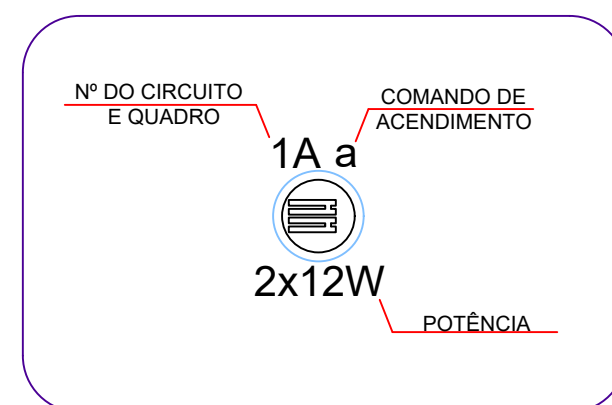 Nº DO CIRCUITO
E QUADRO
COMANDO DE
ACENDIMENTO
1A a
2x12W
POTÊNCIA